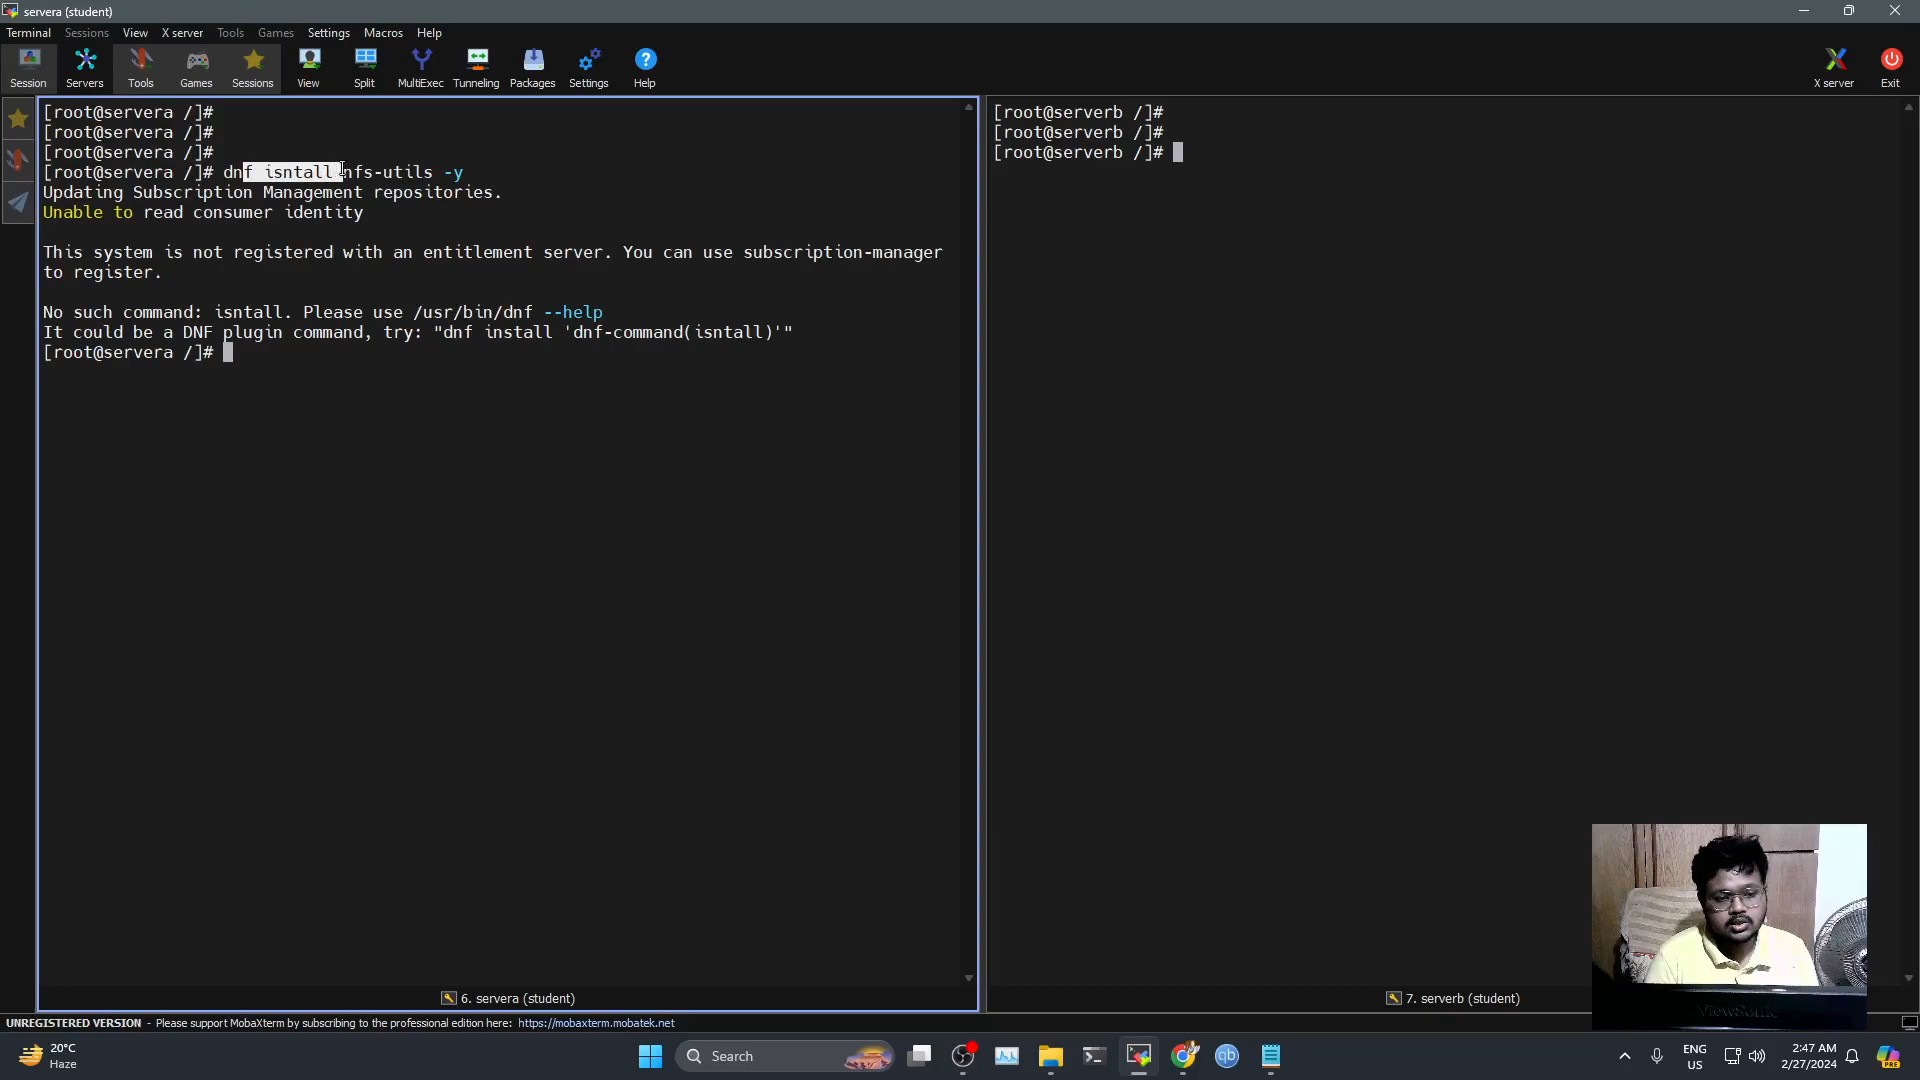 servera (student)
Terminal Sessions View X server Tools Games Settings Macros Help
Session Servers Tools Games Sessions View Split MultiExec Tunneling Packages Settings Help X server Exit
[root@servera /]#
[root@servera /]#
[root@servera /]#
[root@servera /]# dnf isntall nfs-utils -y
Updating Subscription Management repositories.
Unable to read consumer identity
This system is not registered with an entitlement server. You can use subscription-manager
to register.
No such command: isntall. Please use /usr/bin/dnf --help
It could be a DNF plugin command, try: "dnf install 'dnf-command(isntall)'"
[root@servera /]#
[root@serverb /]#
[root@serverb /]#
[root@serverb /]#
6. servera (student)
7. serverb (student)
ViewSonic
UNREGISTERED VERSION - Please support MobaXterm by subscribing to the professional edition here: https://mobaxterm.mobatek.net
20°C
Haze
Search
qb
PRE
ENG
US
2:47 AM
2/27/2024